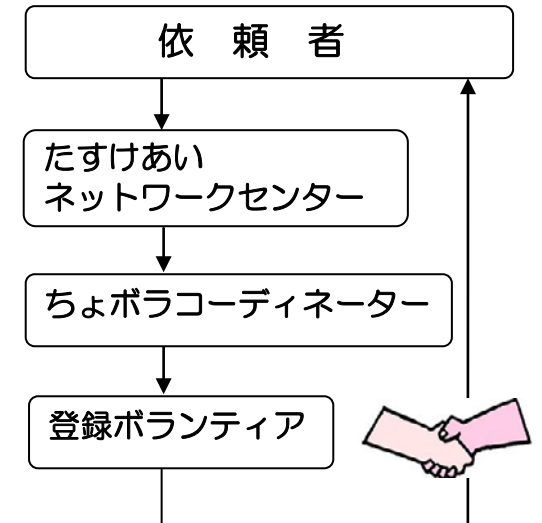 依 頼 者
たすけあい
ネットワークセンター
ちょボラコーディネーター
登録ボランティア